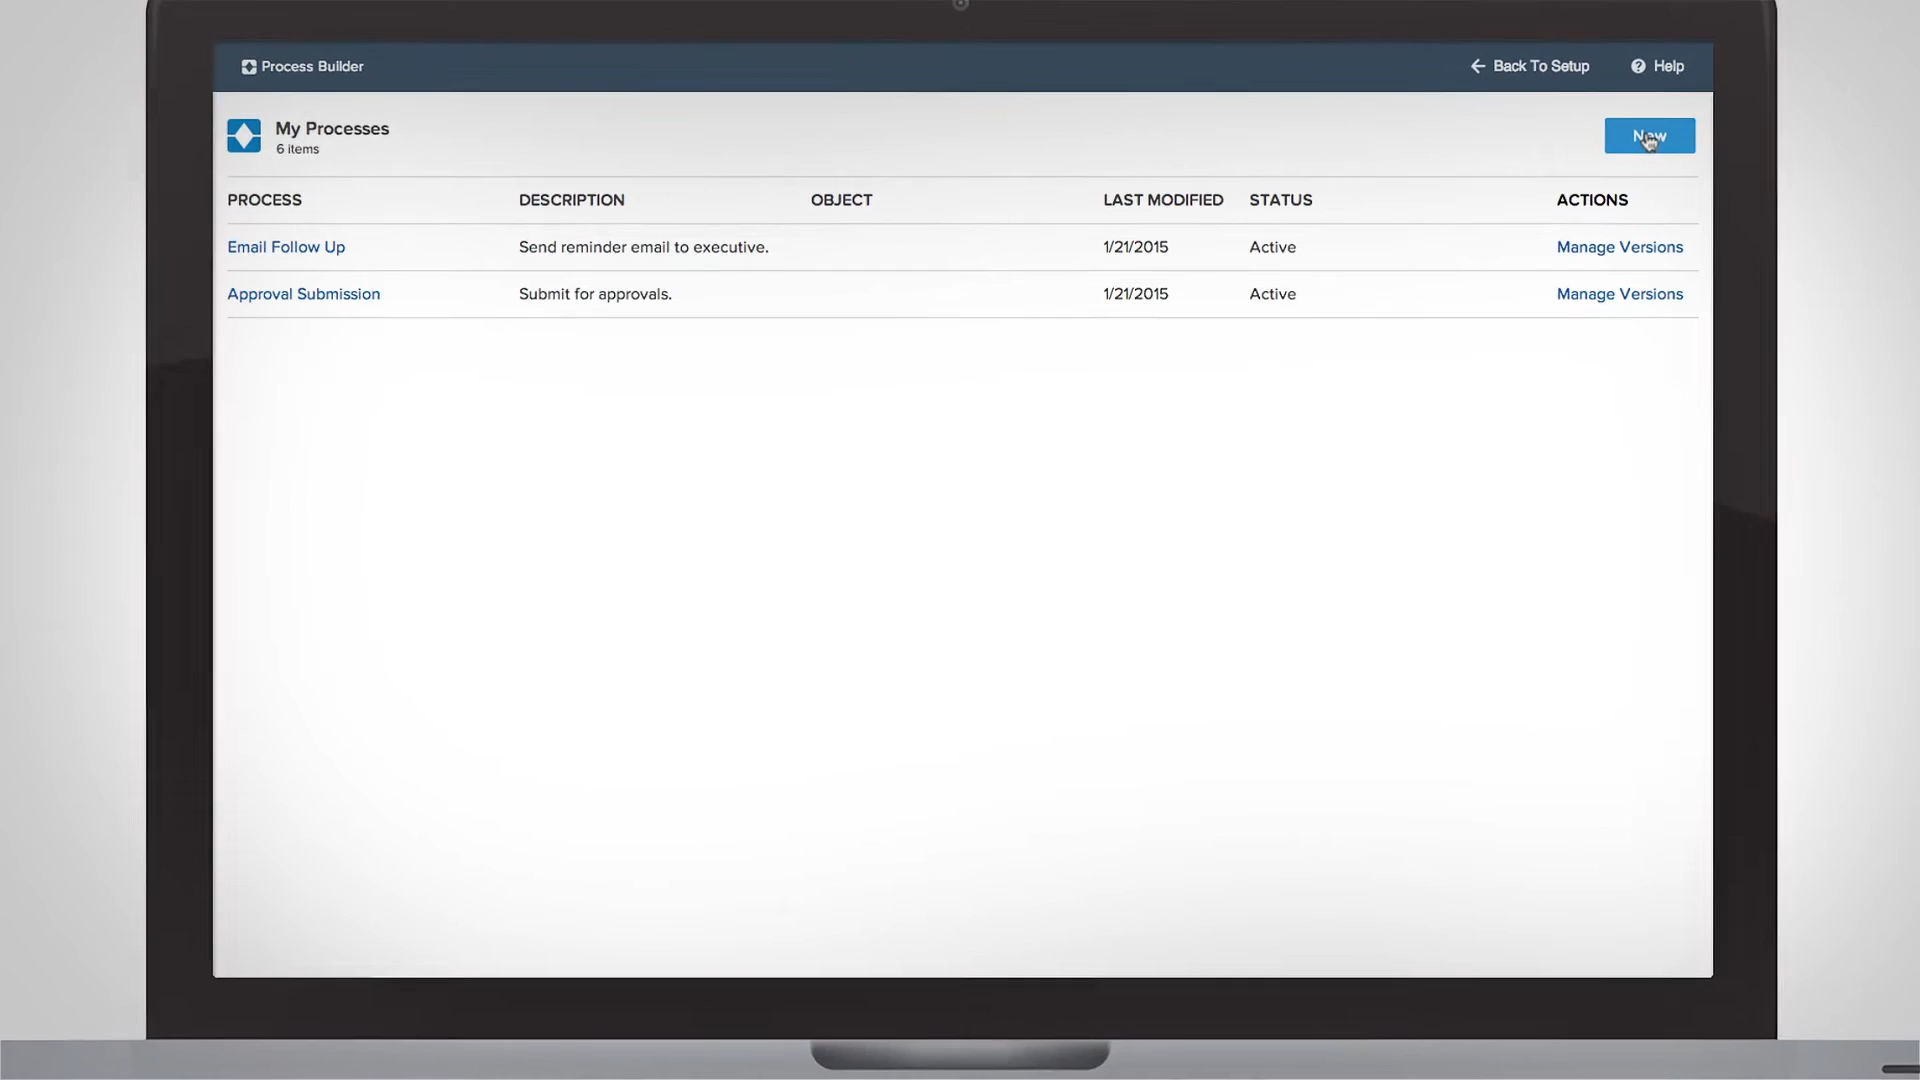 Process Builder
Back To Setup
Help
My Processes
6 items
New
PROCESS DESCRIPTION OBJECT LAST MODIFIED STATUS ACTIONS
Email Follow Up Send reminder email to executive. 1/21/2015 Active Manage Versions
Approval Submission Submit for approvals. 1/21/2015 Active Manage Versions